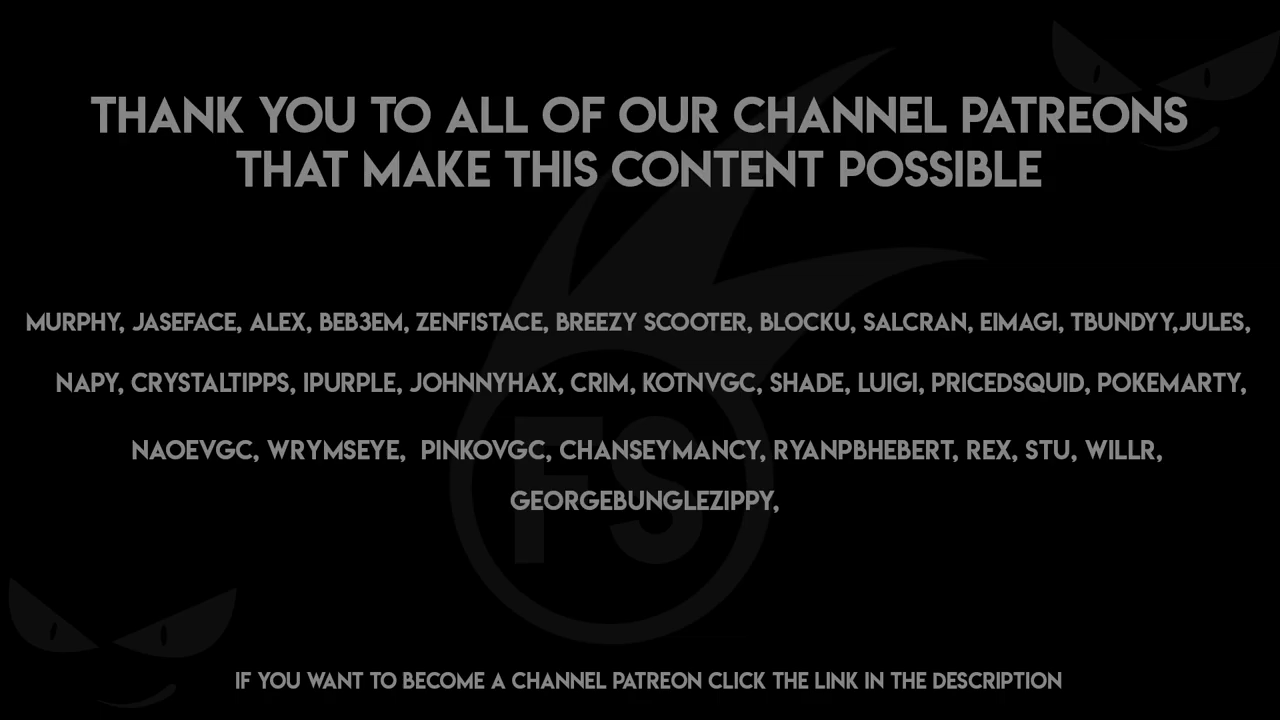 THANK YOU TO ALL OF OUR CHANNEL PATREONS
THAT MAKE THIS CONTENT POSSIBLE
MURPHY, JASEFACE, ALEX, BEB3EM, ZENFISTACE, BREEZY SCOOTER, BLOCKU, SALCRAN, EIMAGI, TBUNDYY,JULES,
NAPY, CRYSTALTIPPS, IPURPLE, JOHNNYHAX, CRIM, KOTNVGC, SHADE, LUIGI, PRICEDSQUID, POKEMARTY,
NAOEVGC, WRYMSEYE, PINKOVGC, CHANSEYMANCY, RYANPBHEBERT, REX, STU, WILLR,
GEORGEBUNGLEZIPPY,
FS
IF YOU WANT TO BECOME A CHANNEL PATREON CLICK THE LINK IN THE DESCRIPTION